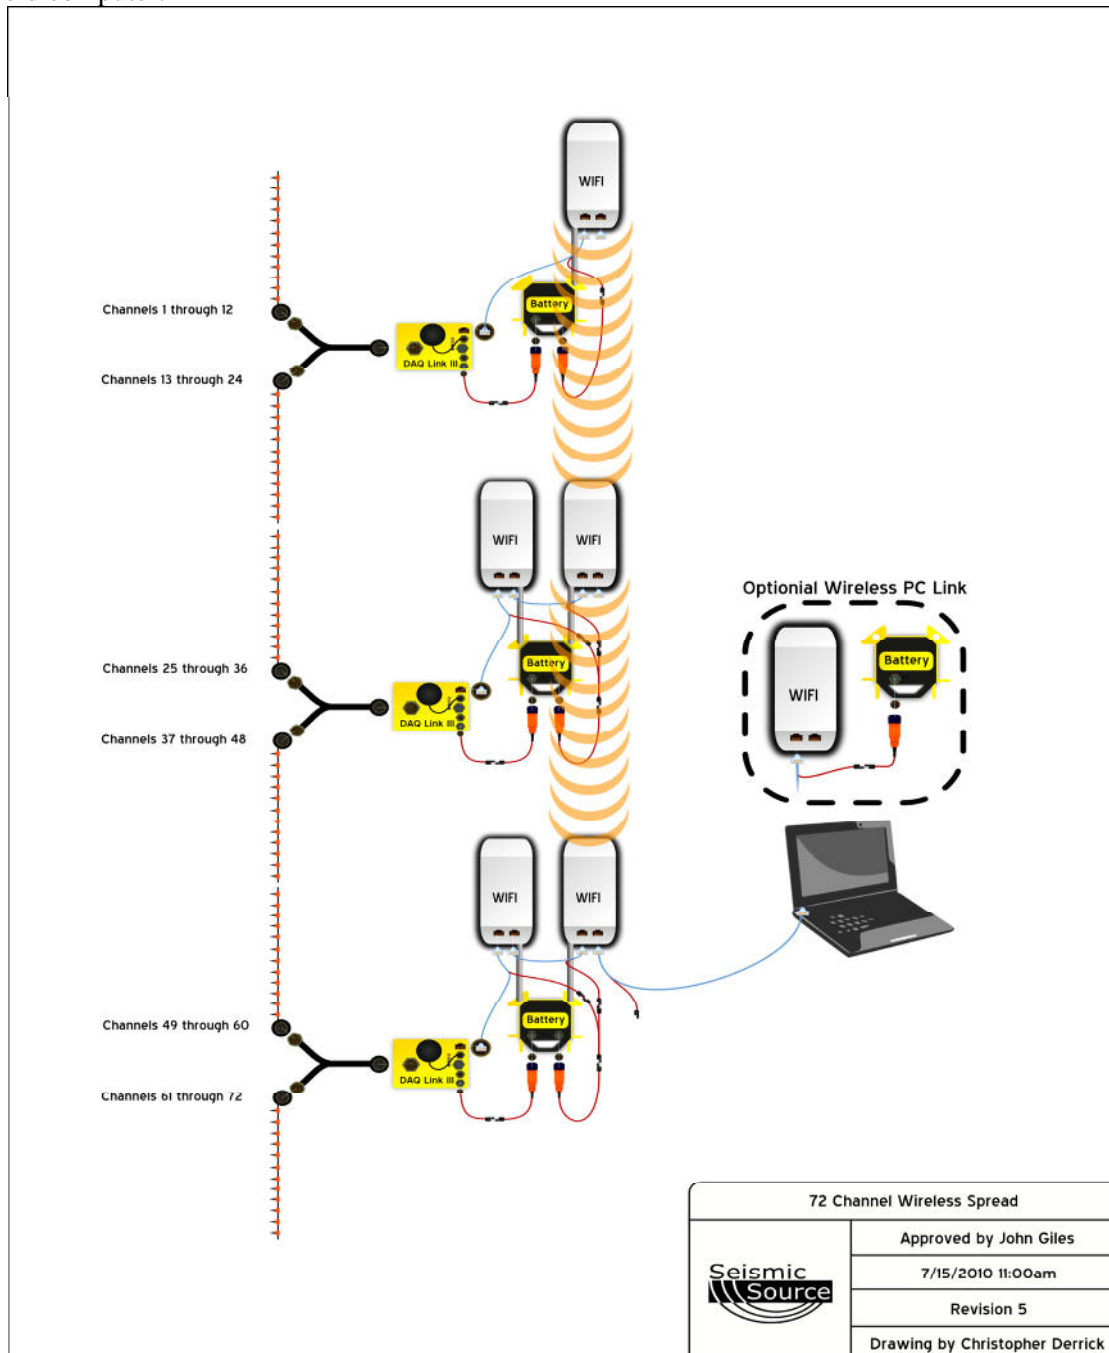 WIFI
Channels 1 through 12
Battery
DAQ Link III
Channels 13 through 24
WIFI
WIFI
Optionial Wireless PC Link
Channels 25 through 36
Battery
Battery
WIFI
DAQ Link III
Channels 37 through 48
WIFI
WIFI
Channels 49 through 60
Battery
DAQ Link III
Channels 61 through 72
72 Channel Wireless Spread
Approved by John Giles
Seismic
Source
7/15/2010 11:00am
Revision 5
Drawing by Christopher Derrick